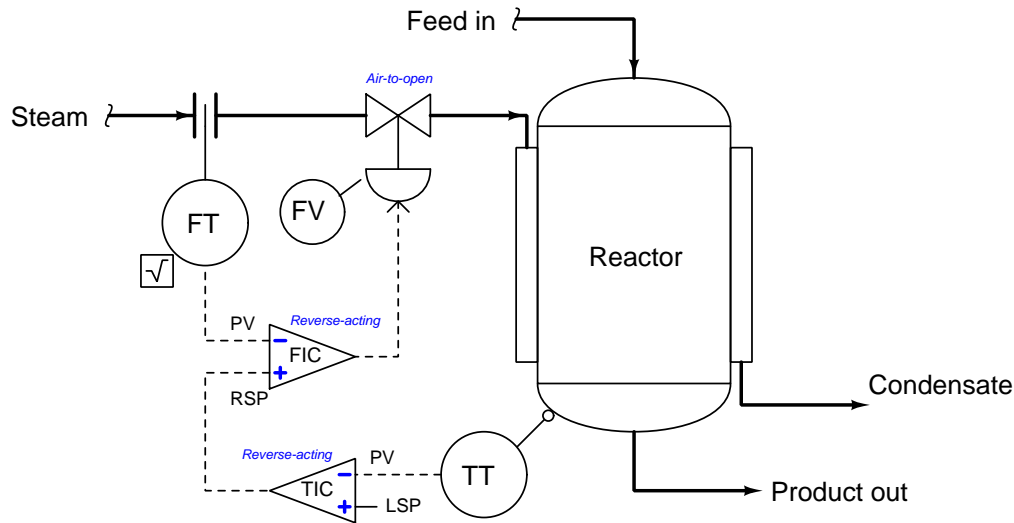 Feed in
Air-to-open
Steam
FT
FV
√
Reactor
PV
Reverse-acting
−
FIC
+
RSP
Condensate
Reverse-acting
PV
−
TT
TIC
+
LSP
Product out